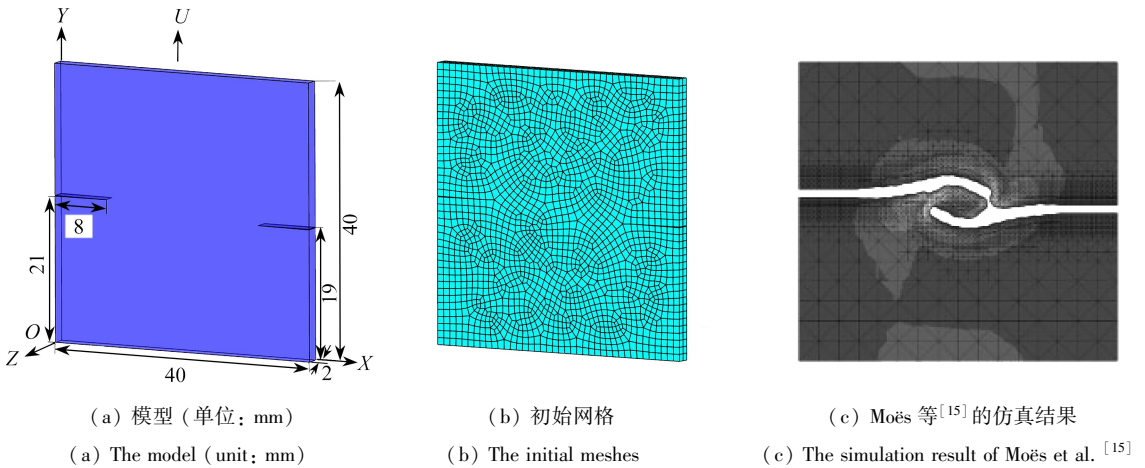 Y
U
8
21
40
19
O
Z
40
2
X
(a) 模型 (单位: mm)
(b) 初始网格
(c) Moës 等[15]的仿真结果
(a) The model (unit: mm)
(b) The initial meshes
(c) The simulation result of Moës et al. [15]